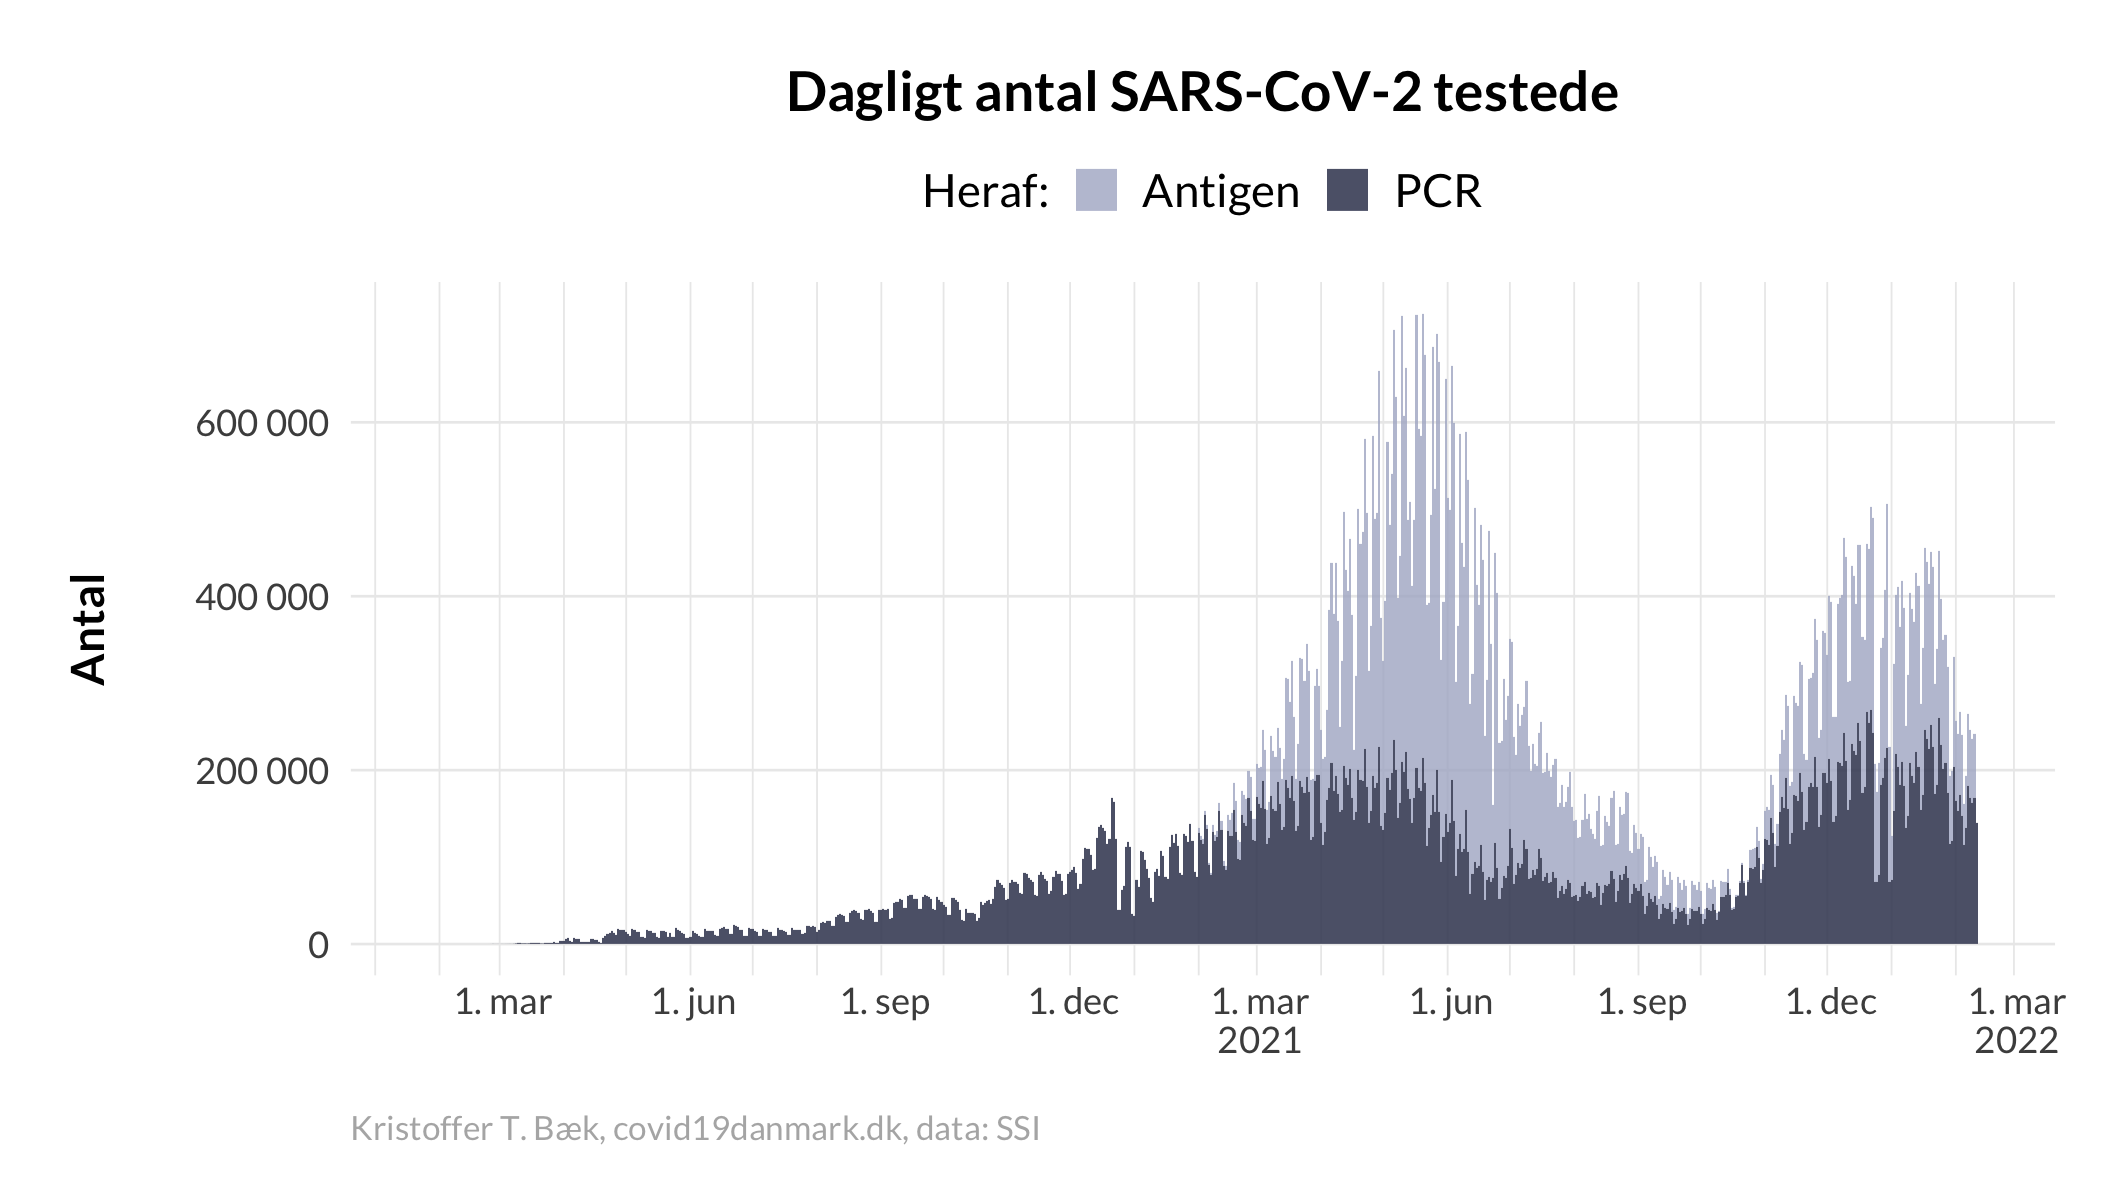 Dagligt antal SARS-CoV-2 testede
Heraf: Antigen PCR
Antal
600 000
400 000
200 000
0
1. mar 1. jun 1. sep 1. dec 1. mar 1. jun 1. sep 1. dec 1. mar
2021 2022
Kristoffer T. Bæk, covid19danmark.dk, data: SSI